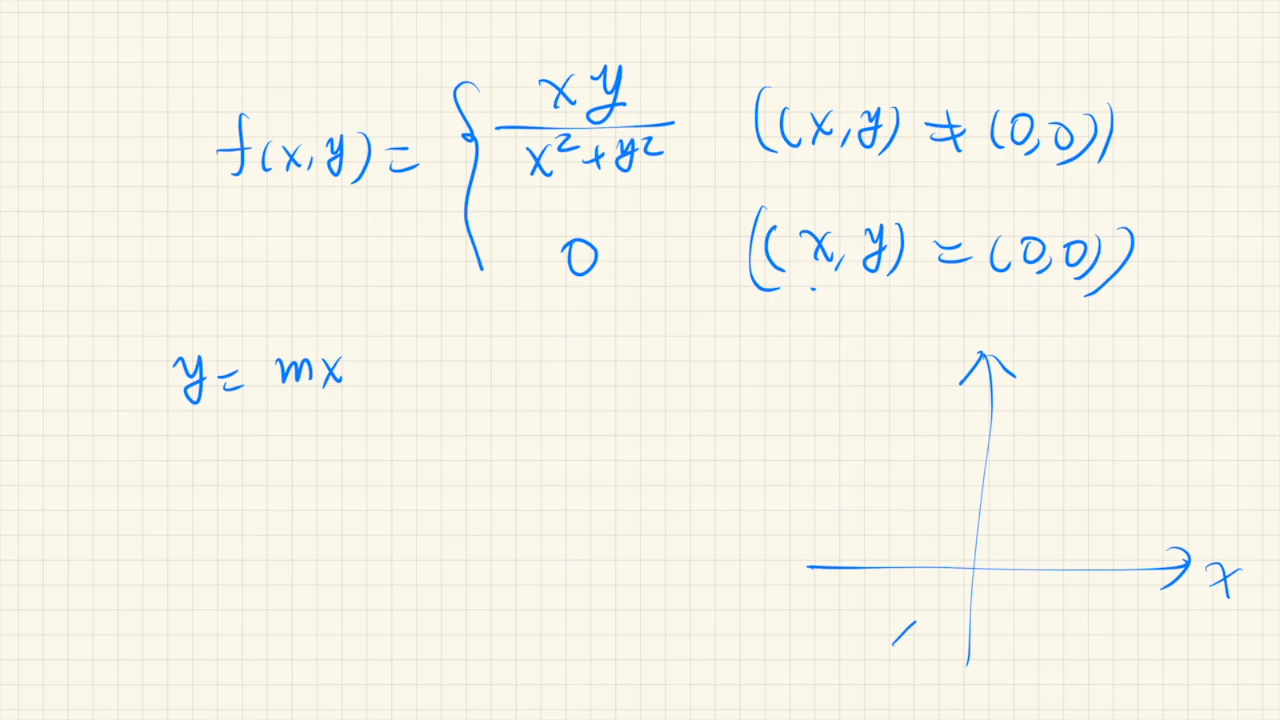 f(x,y) = { xy / x²+y² ((x,y) ≠ (0,0))
0 ((x,y) = (0,0))
y = mx
x